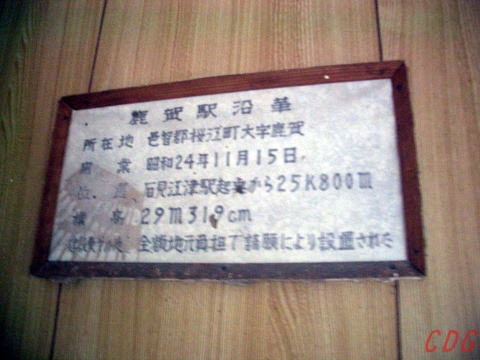 鹿賀駅沿革
所在地 邑智郡桜江町大字鹿賀
開業 昭和24年11月15日
位置 石見江津駅起点から25K800m
標高 29m319cm
全額地元負担で請願により設置された
CDG